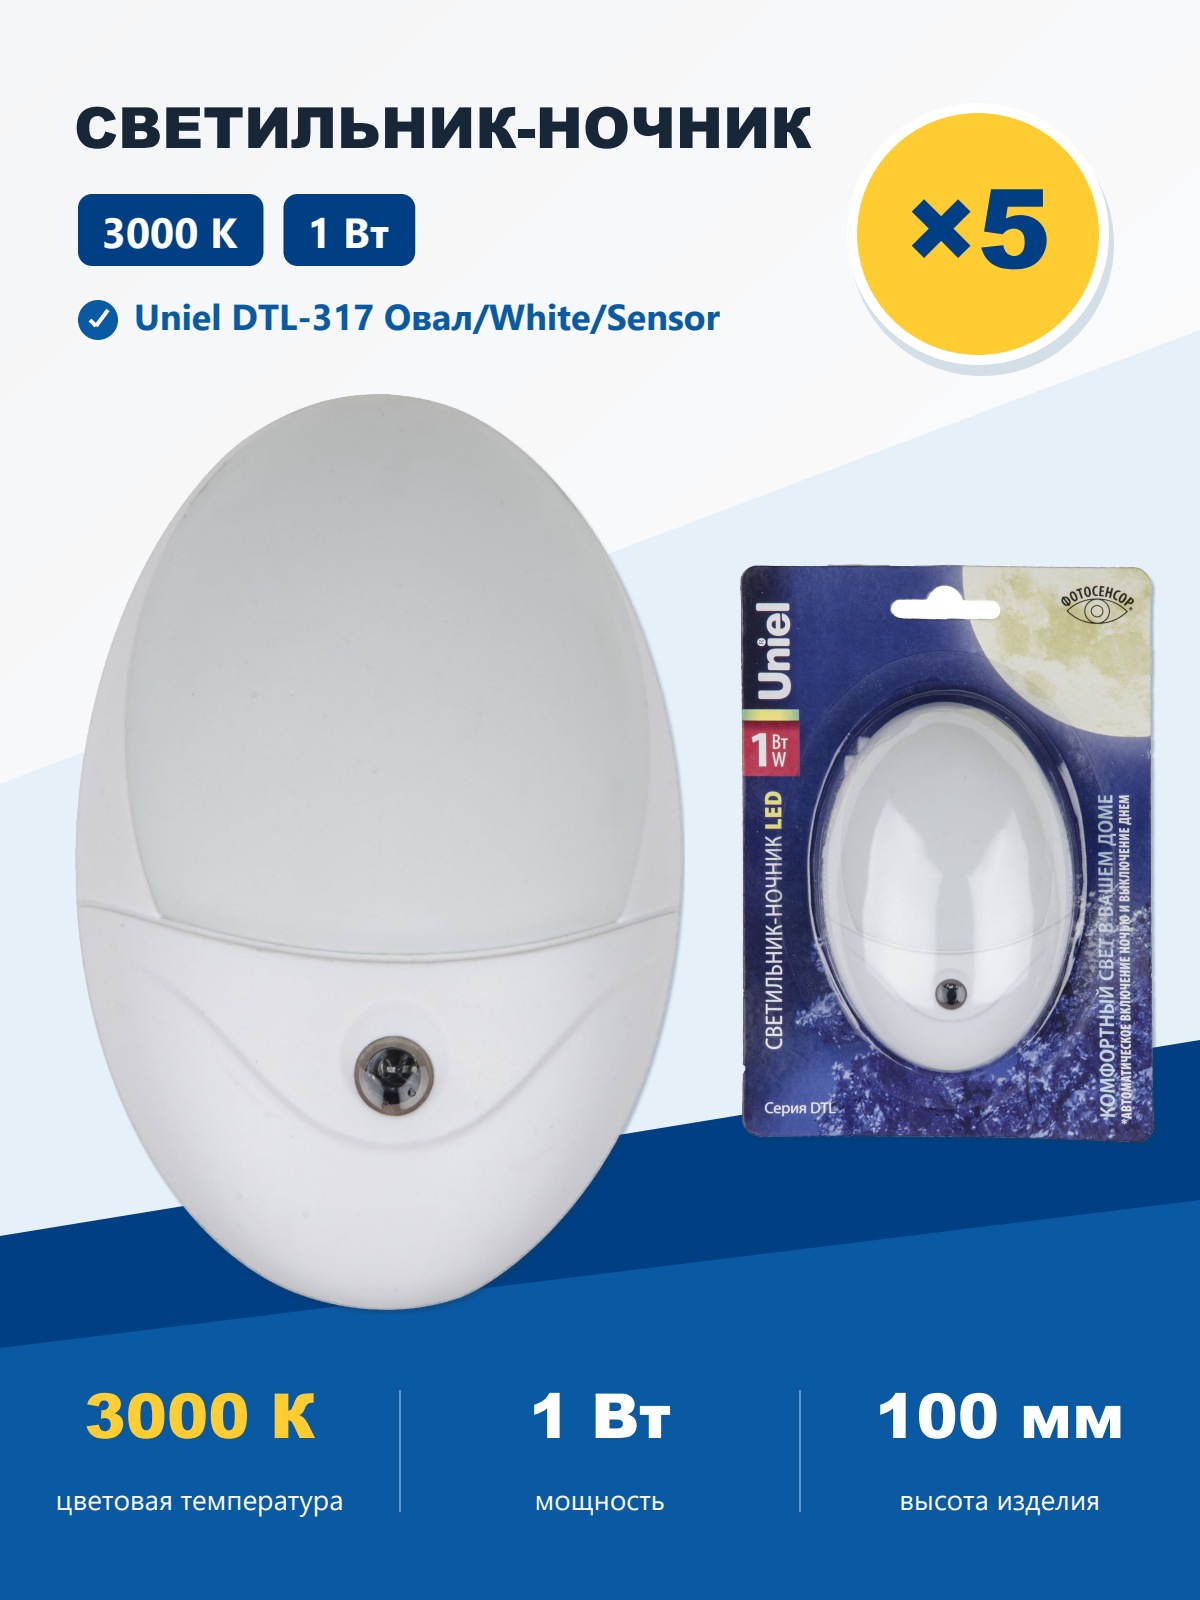 СВЕТИЛЬНИК-НОЧНИК
×5
3000 К
1 Вт
Uniel DTL-317 Овал/White/Sensor
ФОТОСЕНСОР*
Uniel®
1 Вт W
СВЕТИЛЬНИК-НОЧНИК LED
КОМФОРТНЫЙ СВЕТ В ВАШЕМ ДОМЕ
*АВТОМАТИЧЕСКОЕ ВКЛЮЧЕНИЕ НОЧЬЮ И ВЫКЛЮЧЕНИЕ ДНЕМ
Серия DTL
3000 К
цветовая температура
1 Вт
мощность
100 мм
высота изделия